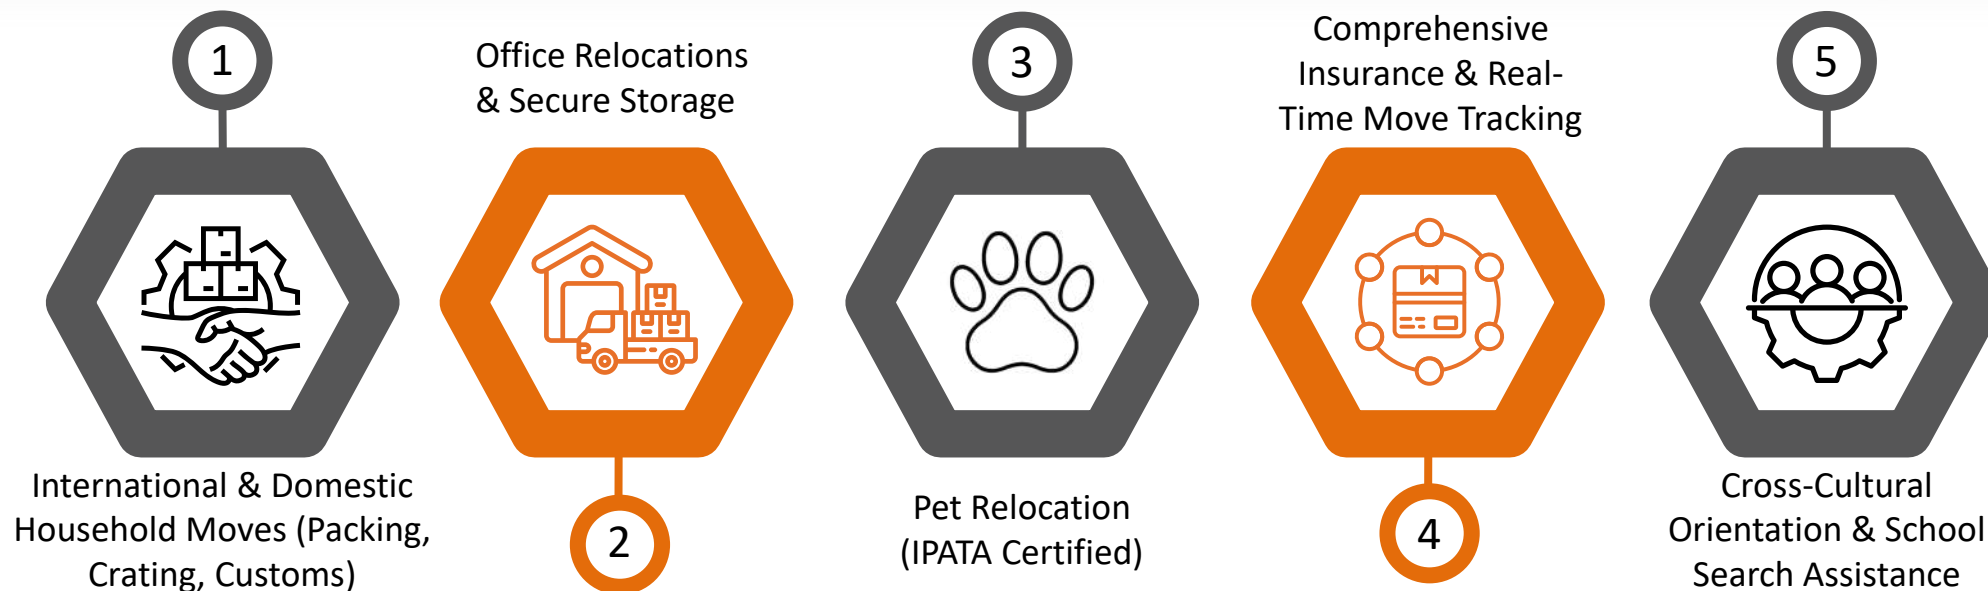 1
International & Domestic
Household Moves (Packing,
Crating, Customs)
Office Relocations
& Secure Storage
2
3
Pet Relocation
(IPATA Certified)
Comprehensive
Insurance & Real-
Time Move Tracking
4
5
Cross-Cultural
Orientation & School
Search Assistance